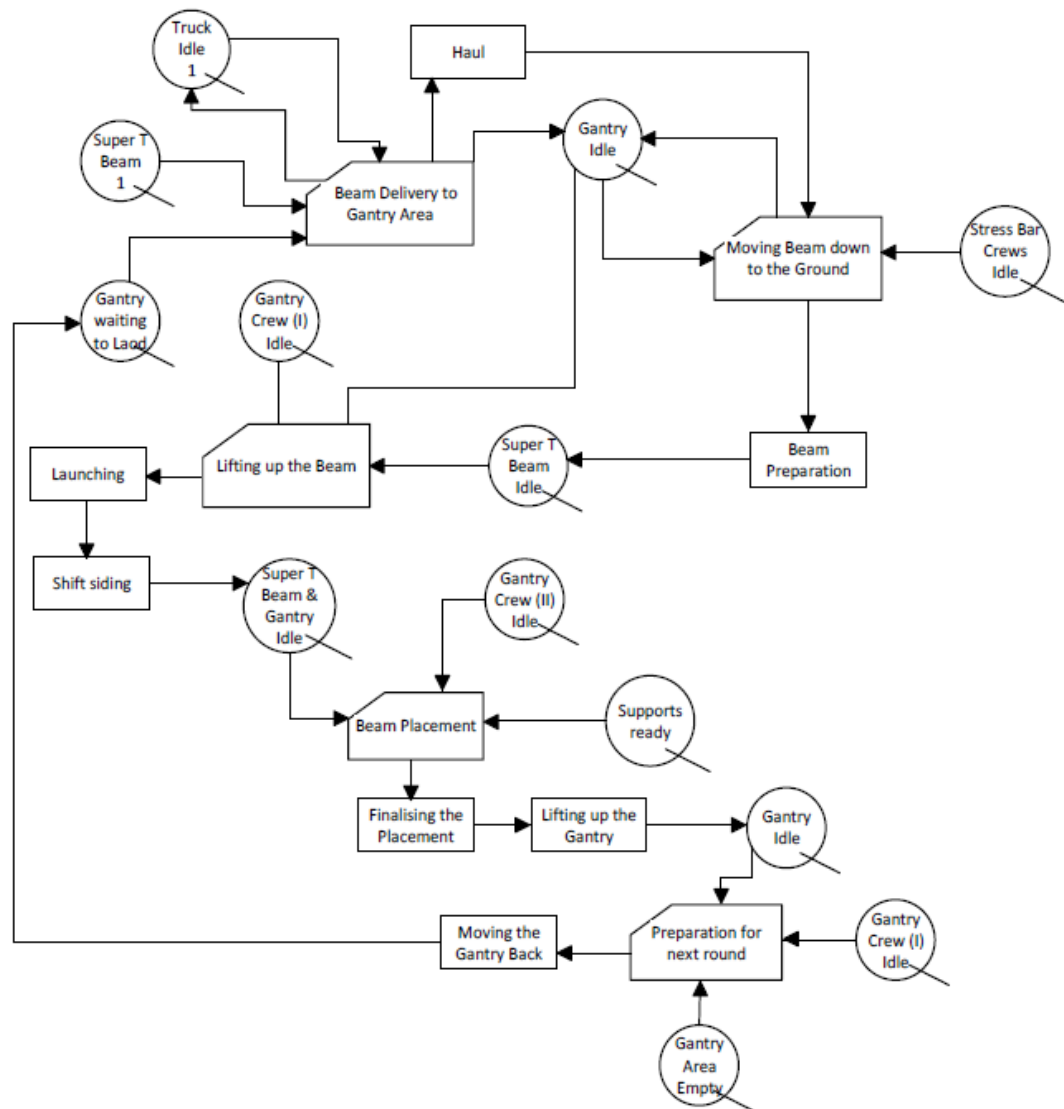 Truck
Idle
1
Haul
Super T
Beam
1
Gantry
Idle
Beam Delivery to
Gantry Area
Moving Beam down
to the Ground
Stress Bar
Crews
Idle
Gantry
waiting
to Laod
Gantry
Crew (I)
Idle
Launching
Lifting up the Beam
Super T
Beam
Idle
Beam
Preparation
Shift siding
Super T
Beam &
Gantry
Idle
Gantry
Crew (II)
Idle
Beam Placement
Supports
ready
Finalising the
Placement
Lifting up the
Gantry
Gantry
Idle
Moving the
Gantry Back
Preparation for
next round
Gantry
Crew (I)
Idle
Gantry
Area
Empty